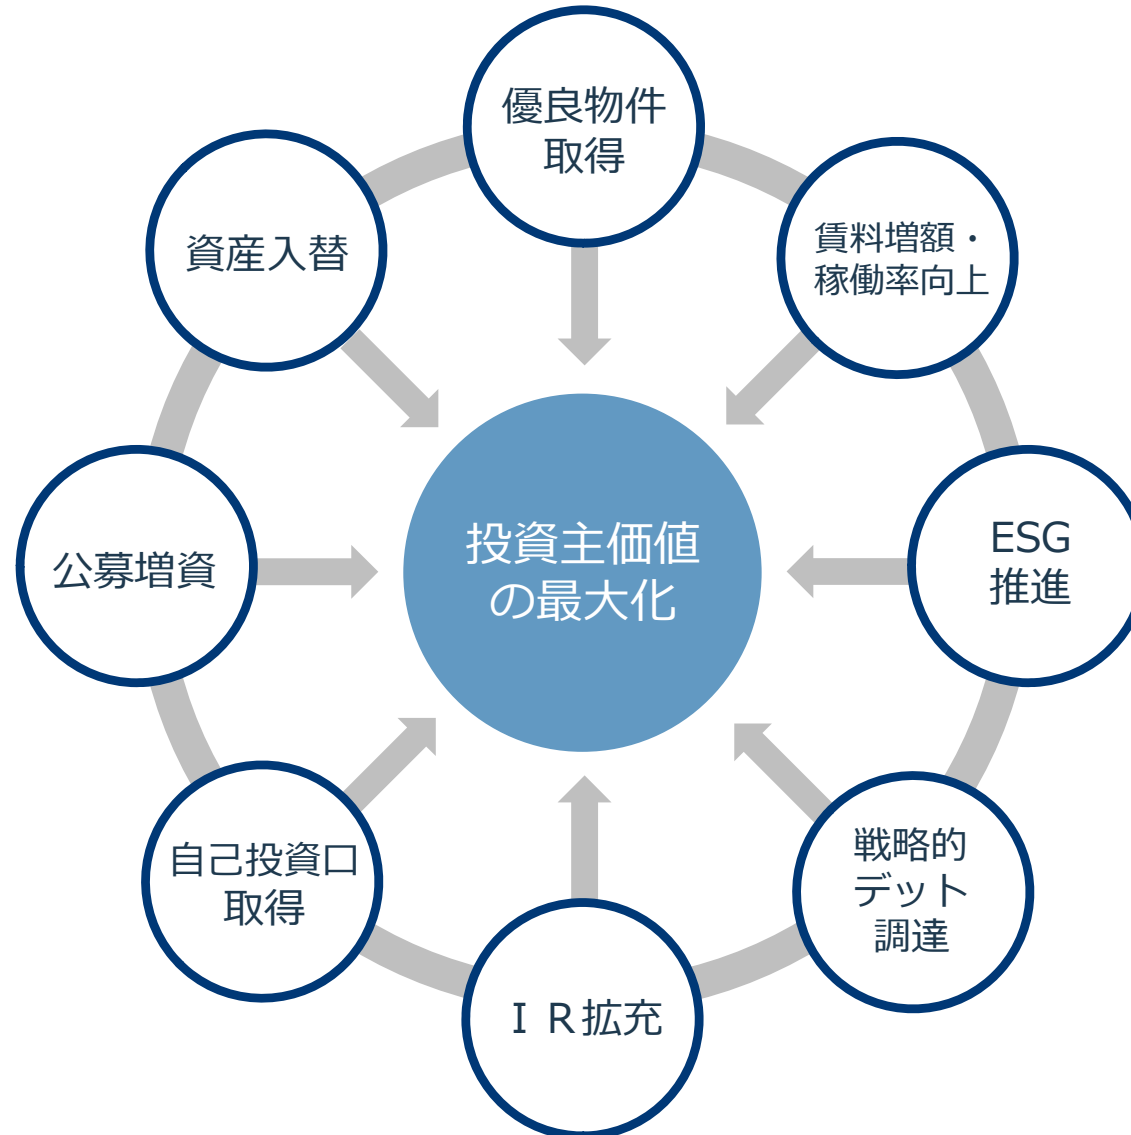 優良物件
取得
賃料増額・
稼働率向上
ESG
推進
戦略的
デット
調達
ＩＲ拡充
自己投資口
取得
公募増資
資産入替
投資主価値
の最大化